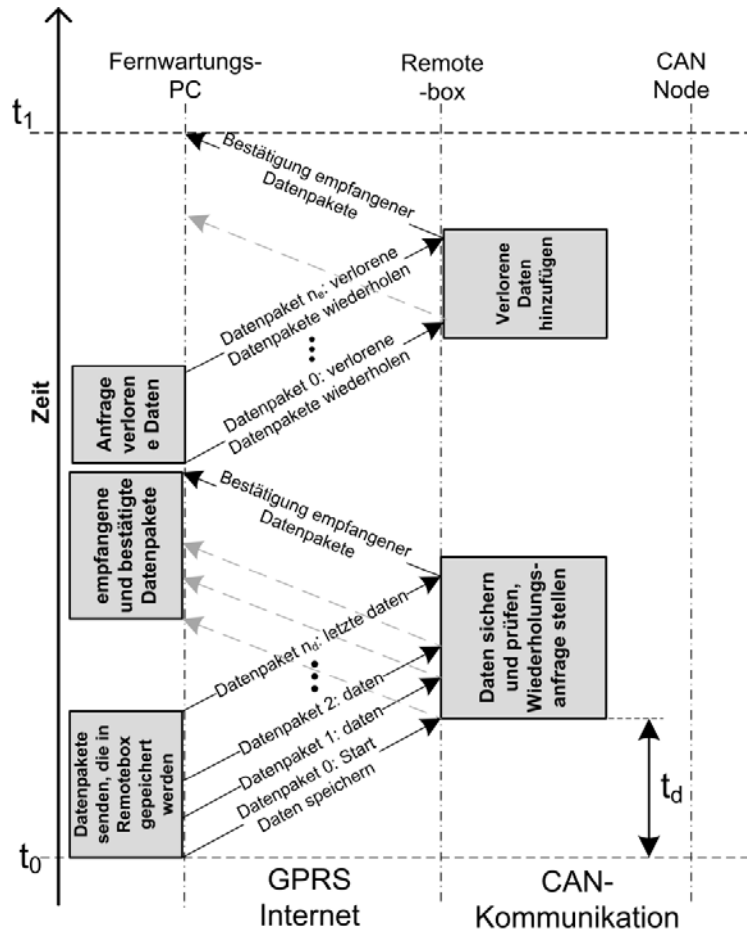 Fernwartungs-
PC
Remote
-box
CAN
Node
t₁
Bestätigung empfangener
Datenpakete
Verlorene
Daten
hinzufügen
Datenpaket nₑ: verlorene
Datenpakete wiederholen
Datenpaket 0: verlorene
Datenpakete wiederholen
Anfrage
verloren
e Daten
Zeit
empfangene
und bestätigte
Datenpakete
Bestätigung empfangener
Datenpakete
Daten sichern
und prüfen,
Wiederholungs-
anfrage stellen
Datenpaket n_d: letzte daten
Datenpaket 2: daten
Datenpaket 1: daten
Datenpaket 0: Start
Daten speichern
Datenpakete
senden, die in
Remotebox
gepeichert
werden
t_d
t₀
GPRS
Internet
CAN-
Kommunikation